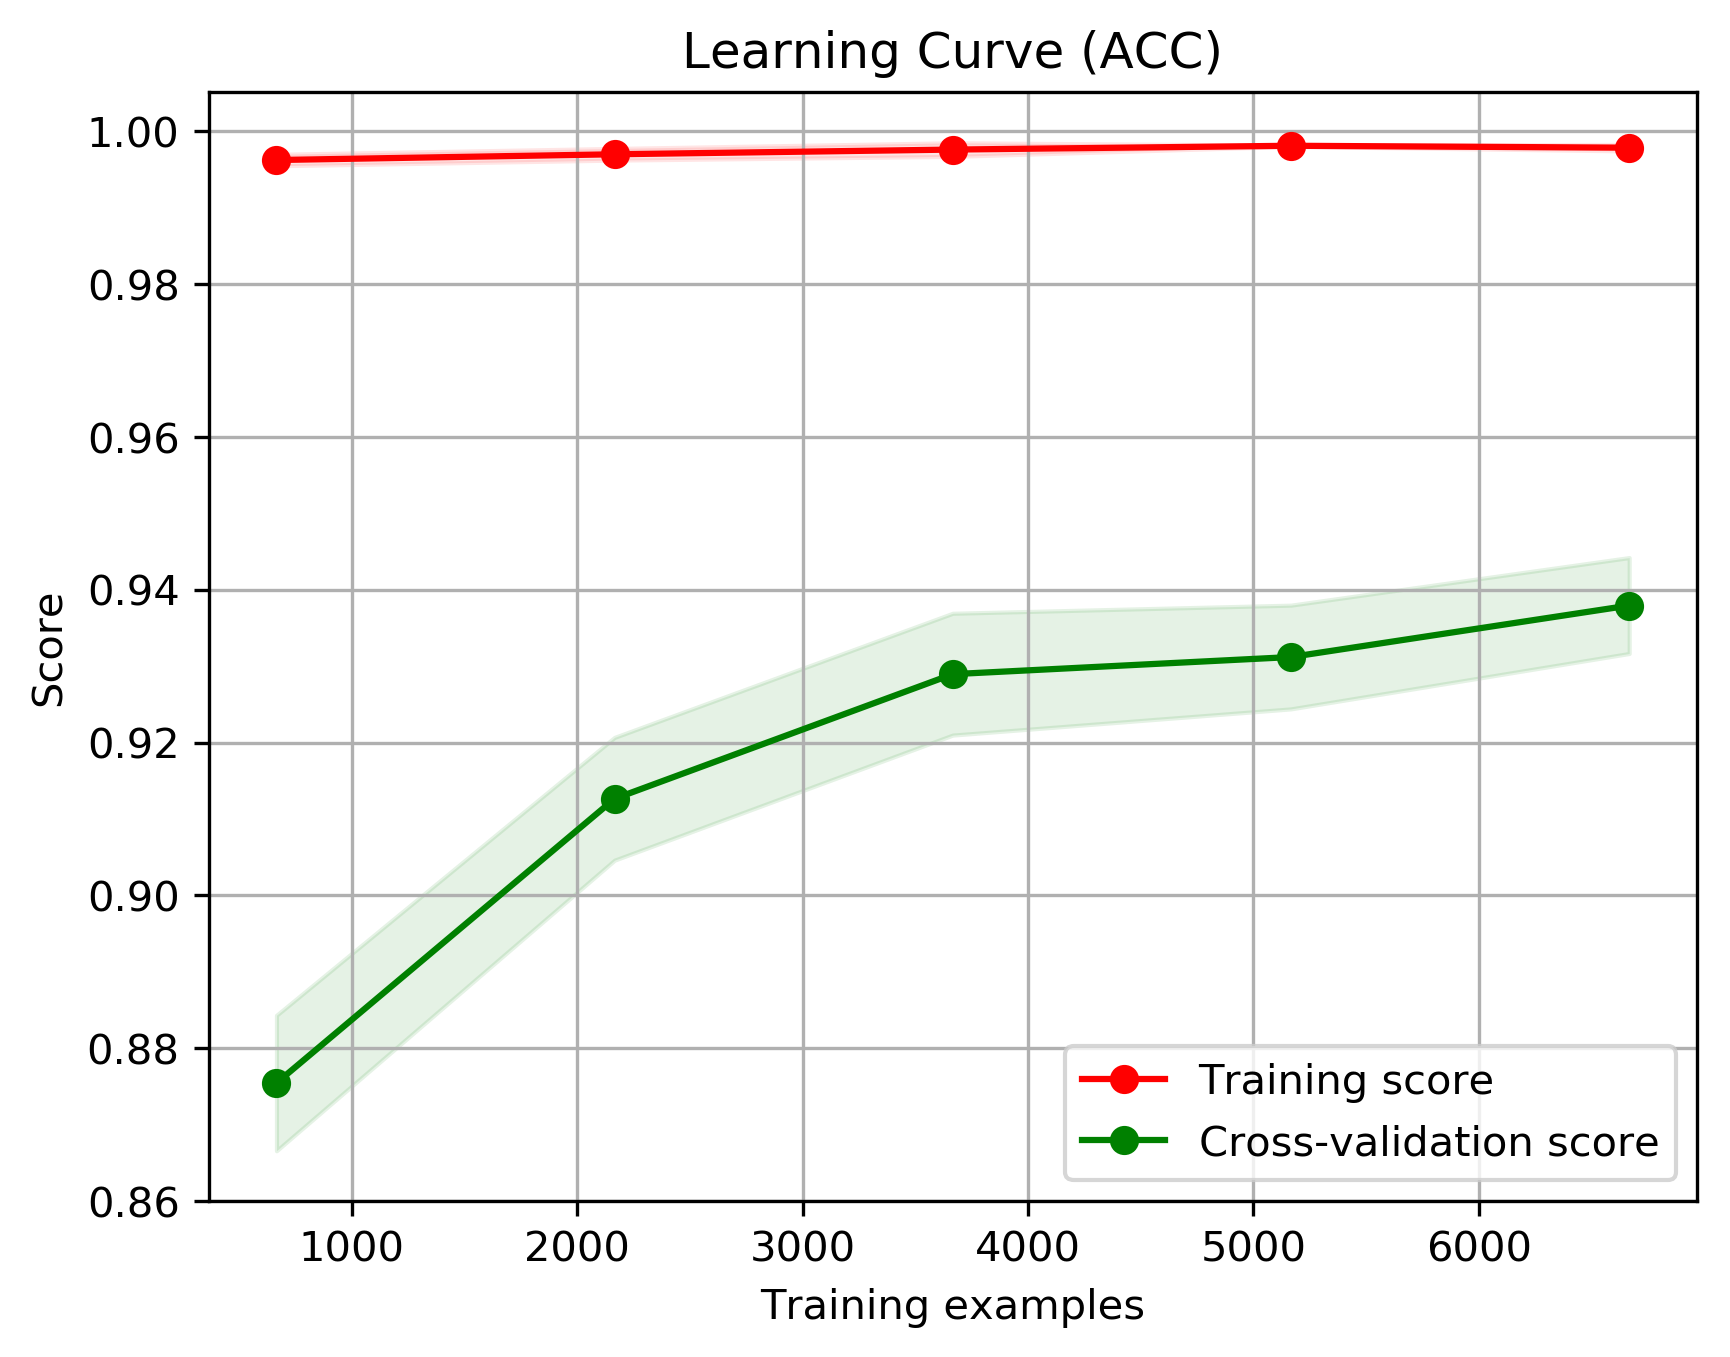 Learning Curve (ACC)
1.00
0.98
0.96
0.94
0.92
0.90
0.88
0.86
Score
1000 2000 3000 4000 5000 6000
Training examples
Training score
Cross-validation score